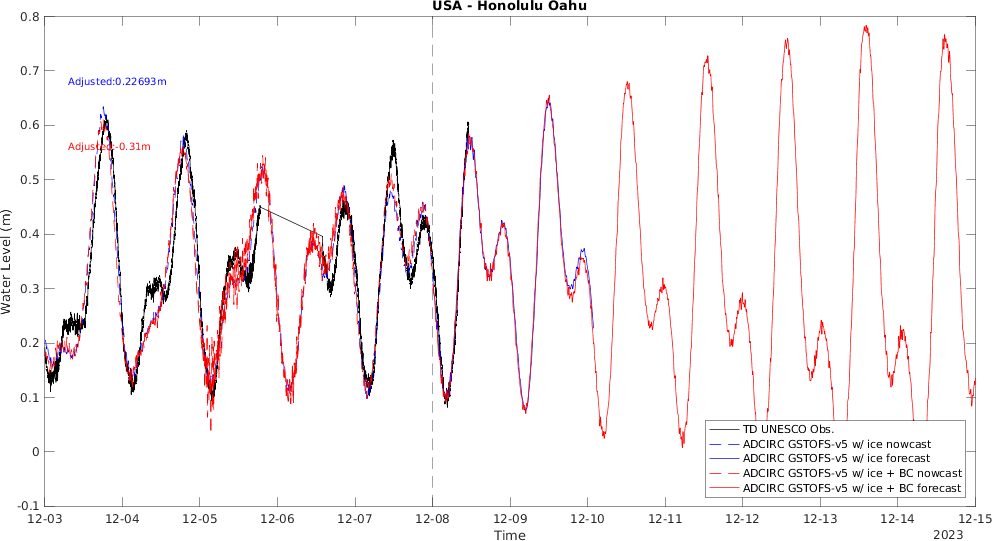 USA - Honolulu Oahu
0.8
0.7
0.6
0.5
0.4
0.3
0.2
0.1
0
-0.1
Water Level (m)
Adjusted:0.22693m
Adjusted:-0.31m
TD UNESCO Obs.
ADCIRC GSTOFS-v5 w/ ice nowcast
ADCIRC GSTOFS-v5 w/ ice forecast
ADCIRC GSTOFS-v5 w/ ice + BC nowcast
ADCIRC GSTOFS-v5 w/ ice + BC forecast
12-03 12-04 12-05 12-06 12-07 12-08 12-09 12-10 12-11 12-12 12-13 12-14 12-15
Time
2023